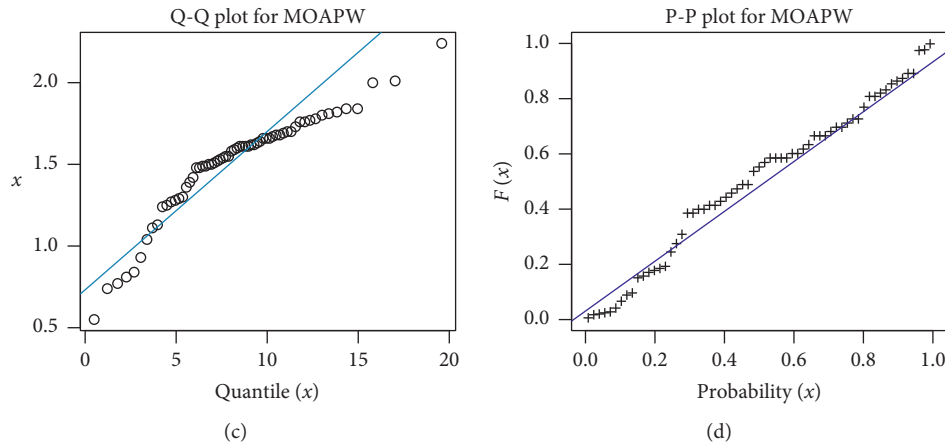 Q-Q plot for MOAPW
2.0
1.5
1.0
0.5
x
0 5 10 15 20
Quantile (x)
(c)
P-P plot for MOAPW
1.0
0.8
0.6
0.4
0.2
0.0
F (x)
0.0 0.2 0.4 0.6 0.8 1.0
Probability (x)
(d)